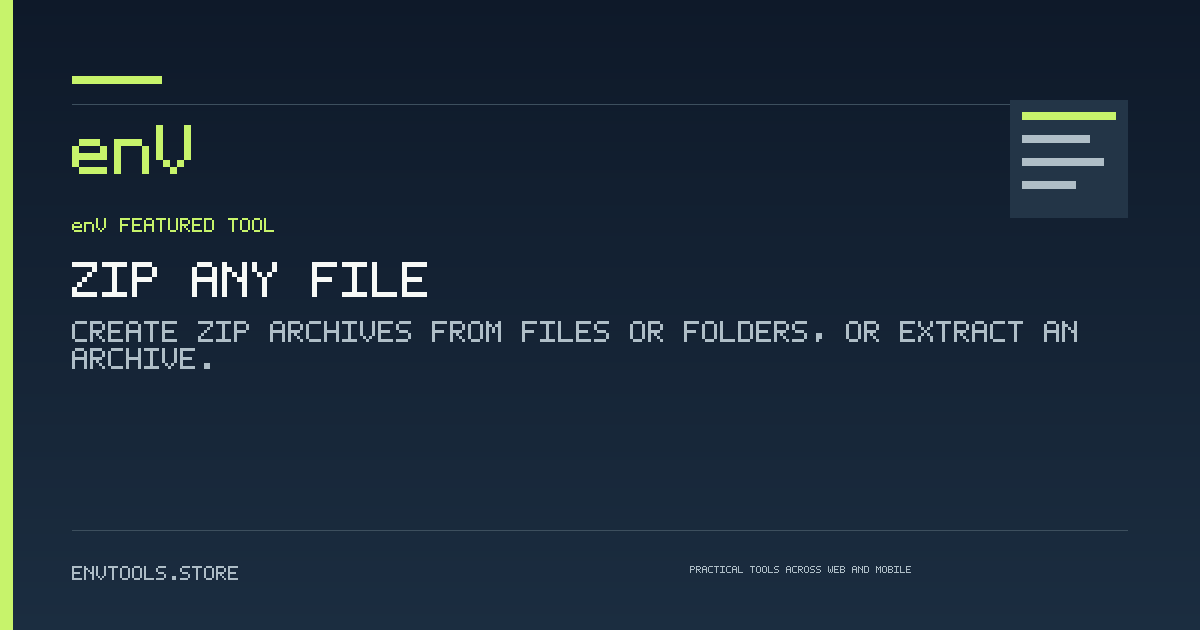 enV
enV FEATURED TOOL
ZIP ANY FILE
CREATE ZIP ARCHIVES FROM FILES OR FOLDERS, OR EXTRACT AN
ARCHIVE.
ENVTOOLS.STORE
PRACTICAL TOOLS ACROSS WEB AND MOBILE